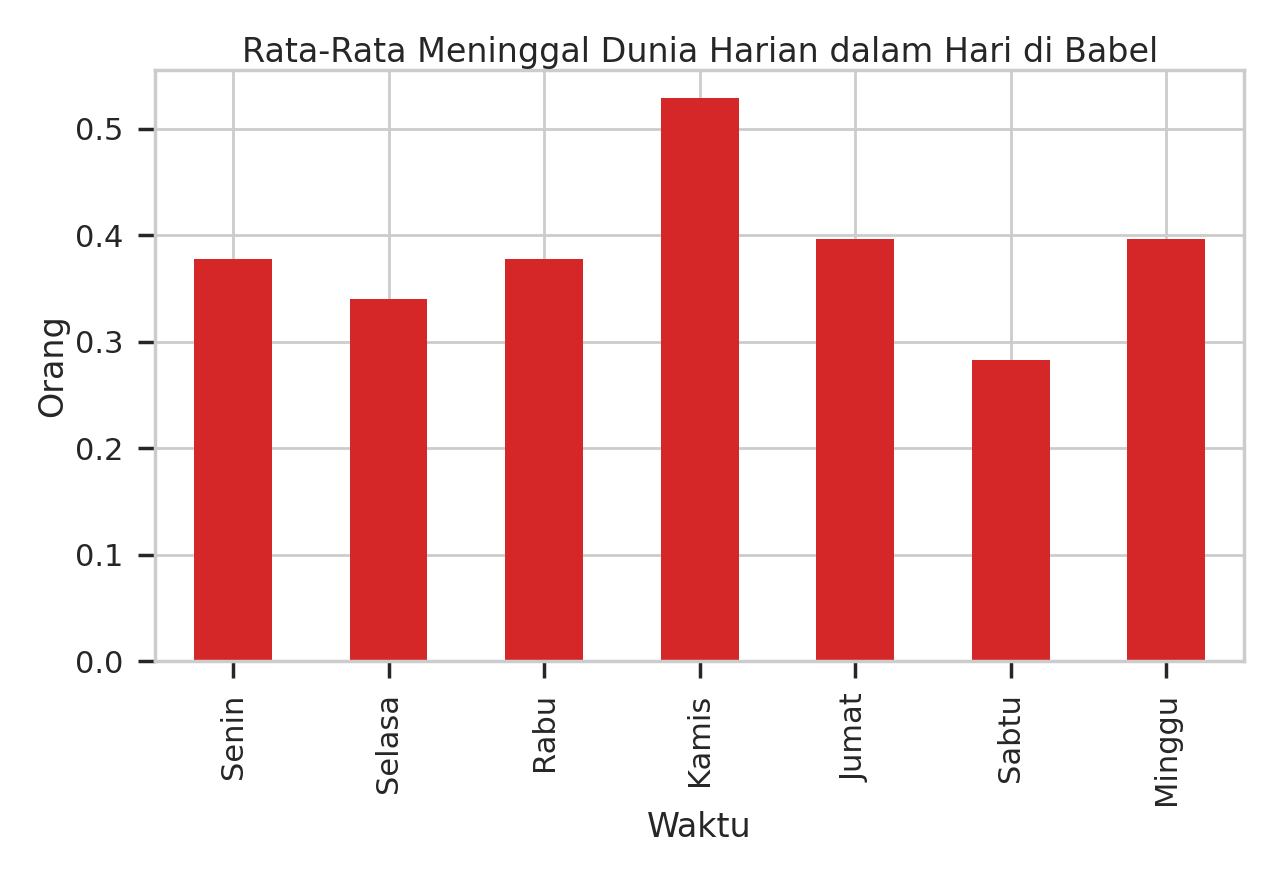 Rata-Rata Meninggal Dunia Harian dalam Hari di Babel
Orang
0.5
0.4
0.3
0.2
0.1
0.0
Senin
Selasa
Rabu
Kamis
Jumat
Sabtu
Minggu
Waktu